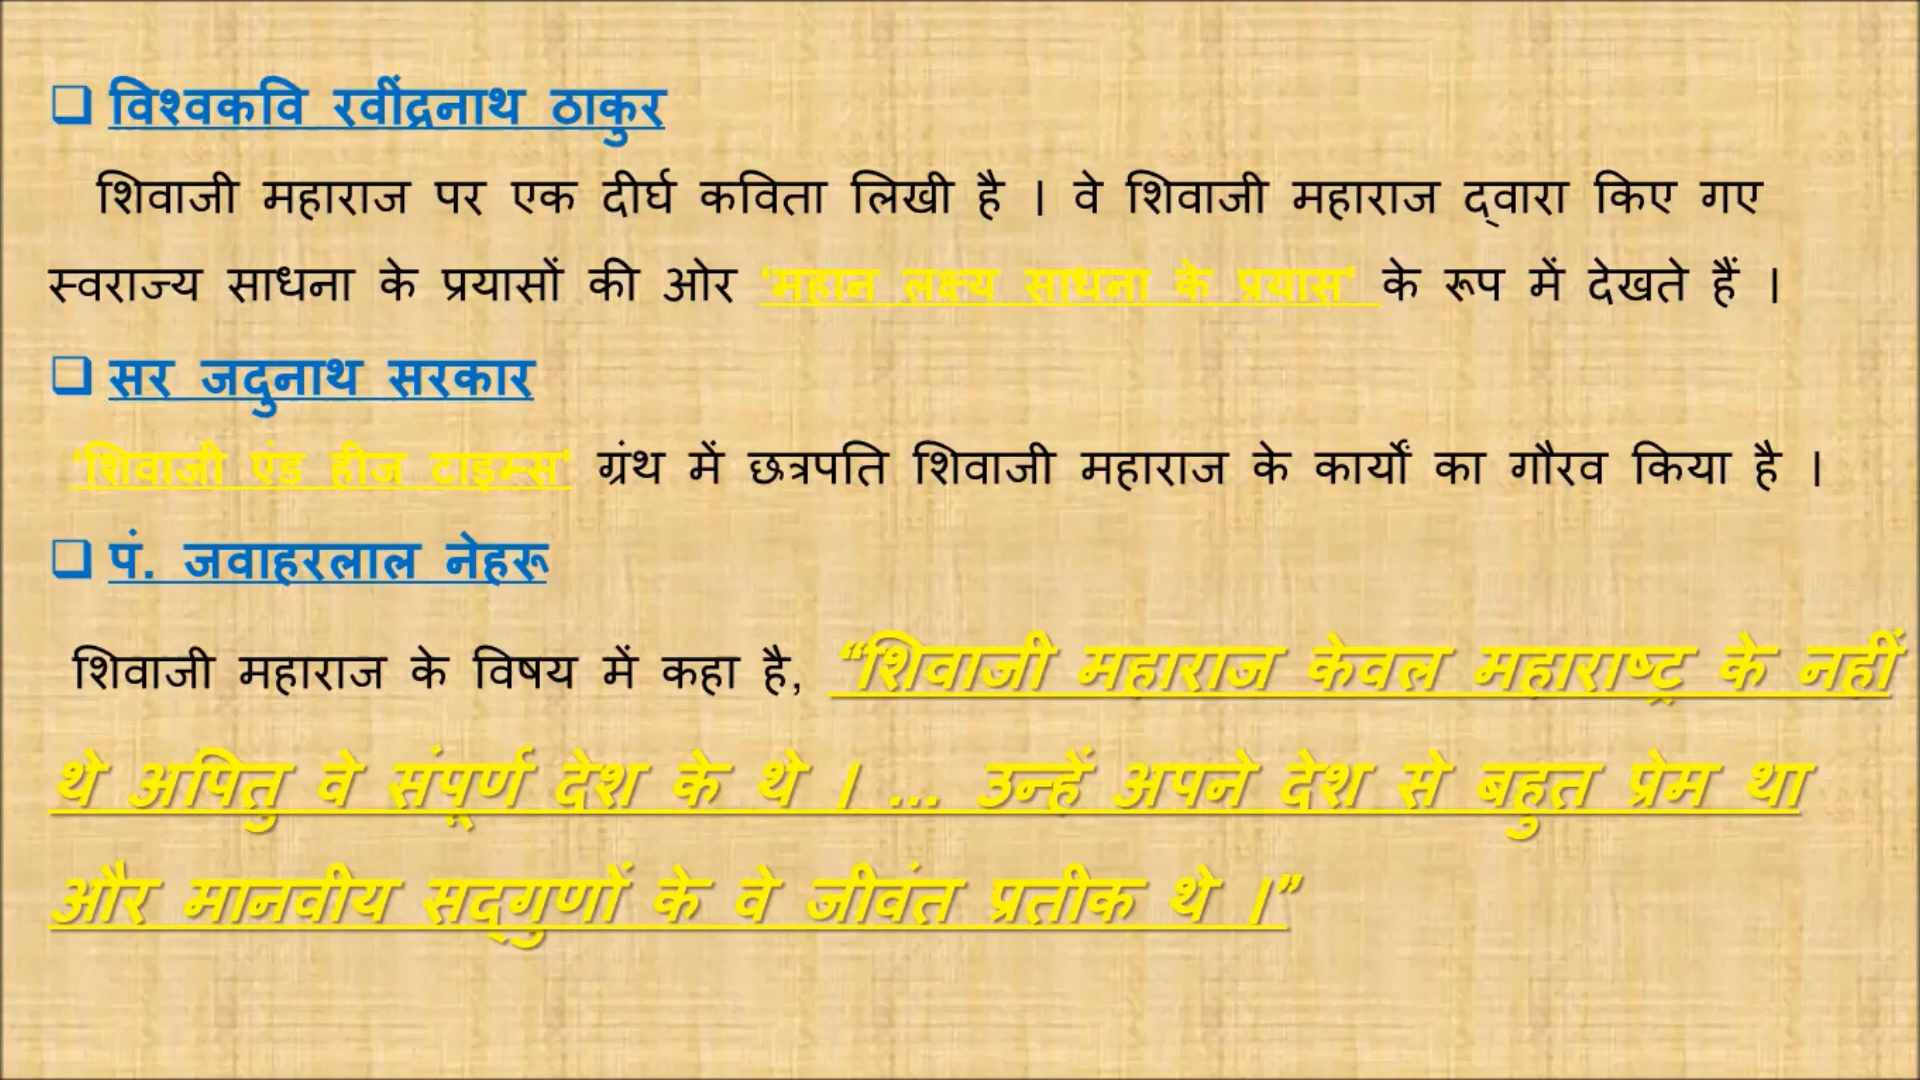 विश्वकवि रवींद्रनाथ ठाकुर
शिवाजी महाराज पर एक दीर्घ कविता लिखी है । वे शिवाजी महाराज द्‌वारा किए गए
स्वराज्य साधना के प्रयासों की ओर ‘महान लक्ष्य साधना के प्रयास’ के रूप में देखते हैं ।
सर जदुनाथ सरकार
‘शिवाजी एंड हीज टाइम्स’ ग्रंथ में छत्रपति शिवाजी महाराज के कार्यों का गौरव किया है ।
पं. जवाहरलाल नेहरू
शिवाजी महाराज के विषय में कहा है, “शिवाजी महाराज केवल महाराष्ट्र के नहीं
थे अपितु वे संपूर्ण देश के थे । ... उन्हें अपने देश से बहुत प्रेम था
और मानवीय सद्‌गुणों के वे जीवंत प्रतीक थे ।”